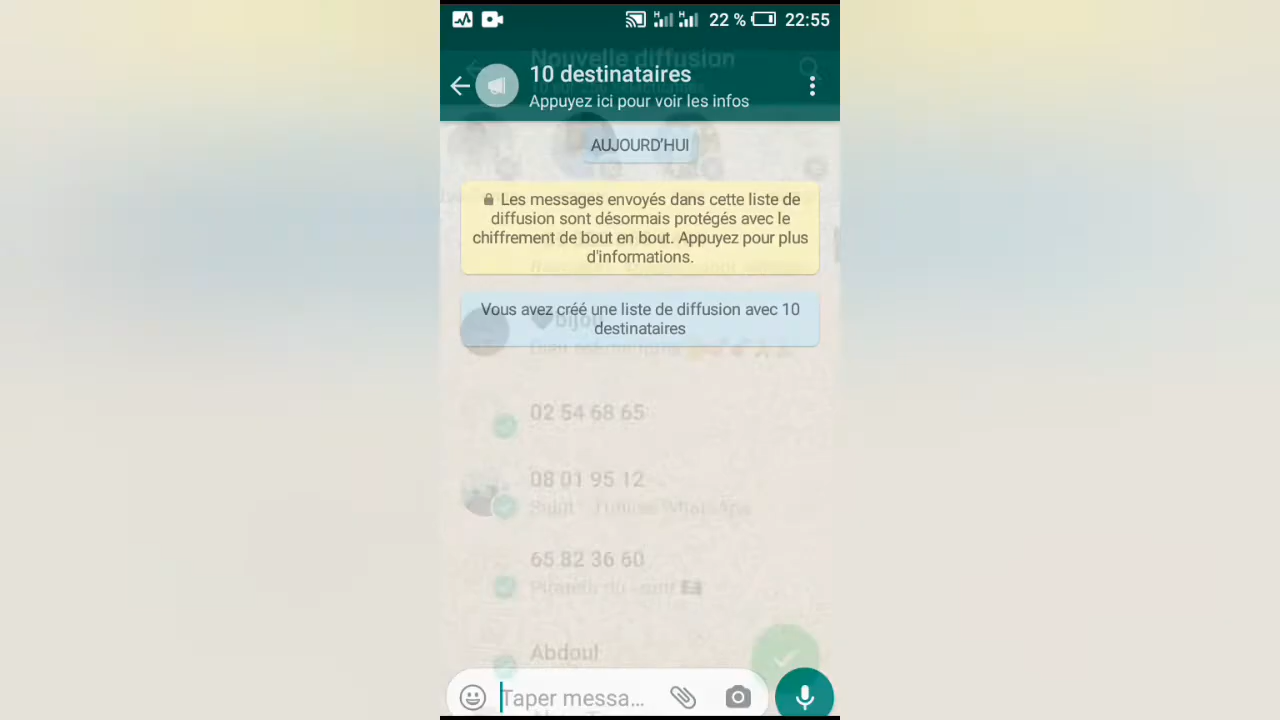 H H 22 % 22:55
Nouvelle diffusion
10 destinataires
Appuyez ici pour voir les infos
AUJOURD'HUI
Les messages envoyés dans cette liste de
diffusion sont désormais protégés avec le
chiffrement de bout en bout. Appuyez pour plus
d'informations.
Vous avez créé une liste de diffusion avec 10
destinataires
bijou
02 54 68 65
08 01 95 12
65 82 36 60
Abdoul
Taper messa...